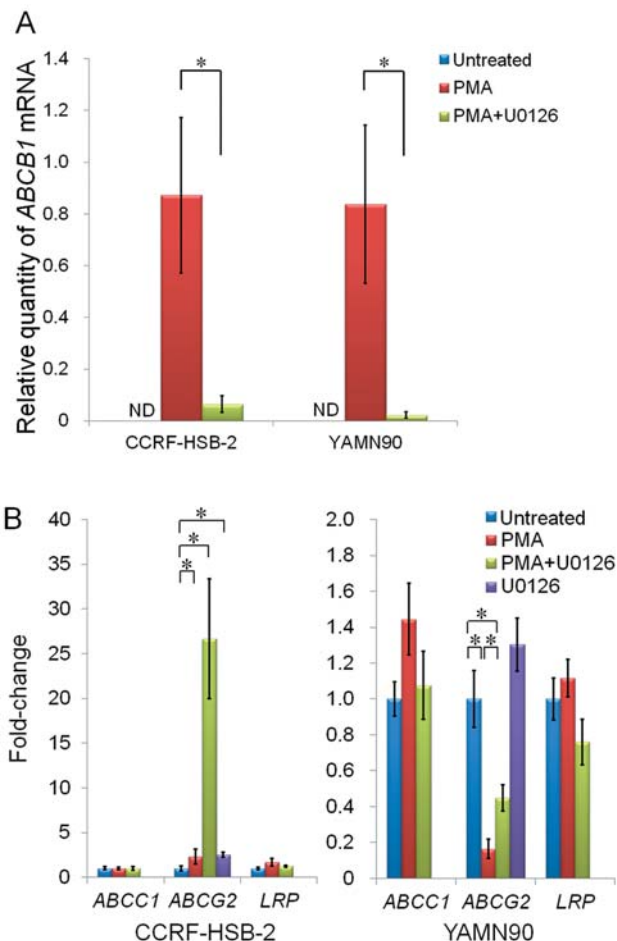 A
Relative quantity of ABCB1 mRNA
1.4
1.2
1.0
0.8
0.6
0.4
0.2
0
*
*
Untreated
PMA
PMA+U0126
ND
ND
CCRF-HSB-2
YAMN90
B
Fold-change
40
35
30
25
20
15
10
5
0
*
*
*
ABCC1
ABCG2
LRP
CCRF-HSB-2
2.0
1.8
1.6
1.4
1.2
1.0
0.8
0.6
0.4
0.2
0
Untreated
PMA
PMA+U0126
U0126
*
* *
ABCC1
ABCG2
LRP
YAMN90